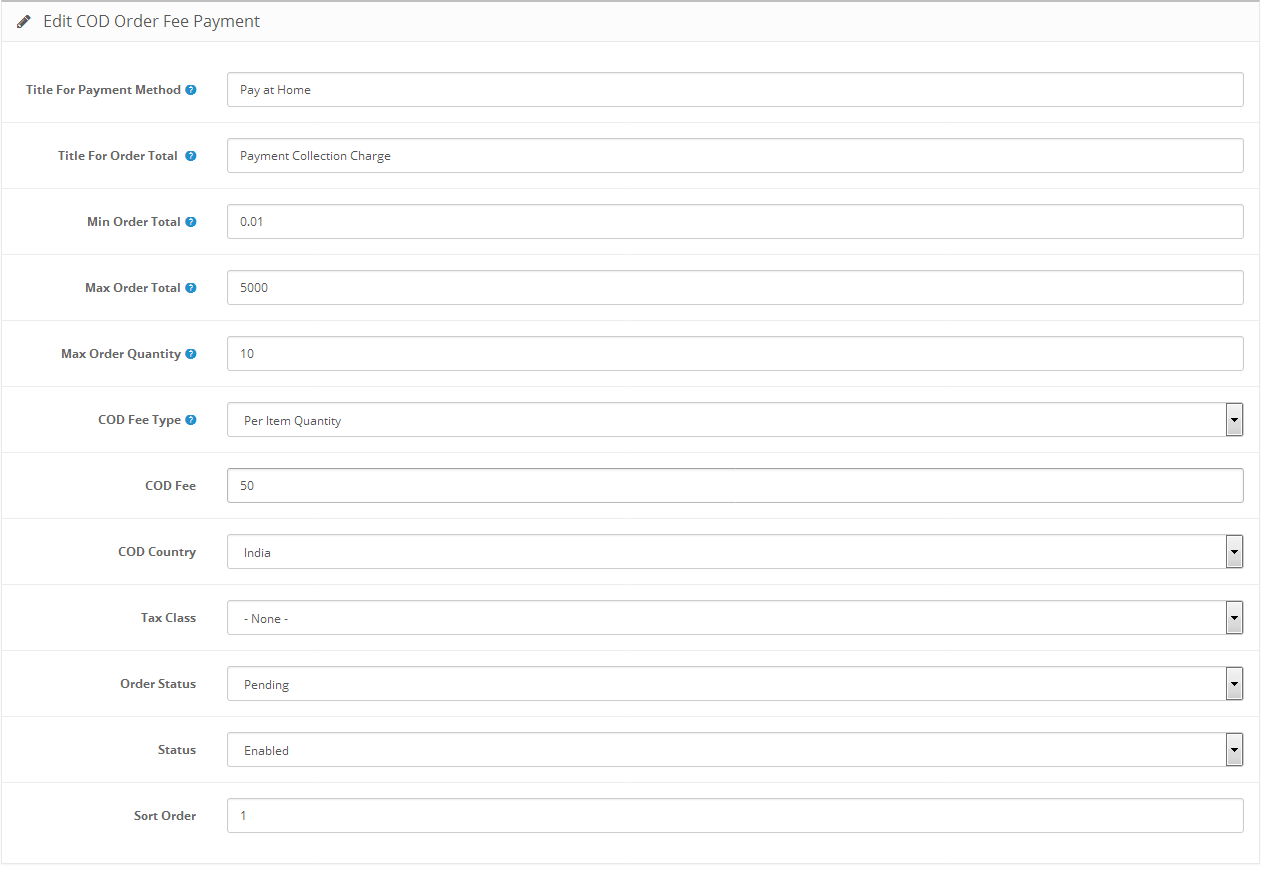 Edit COD Order Fee Payment
Title For Payment Method ? Pay at Home
Title For Order Total ? Payment Collection Charge
Min Order Total ? 0.01
Max Order Total ? 5000
Max Order Quantity ? 10
COD Fee Type ? Per Item Quantity
COD Fee 50
COD Country India
Tax Class - None -
Order Status Pending
Status Enabled
Sort Order 1